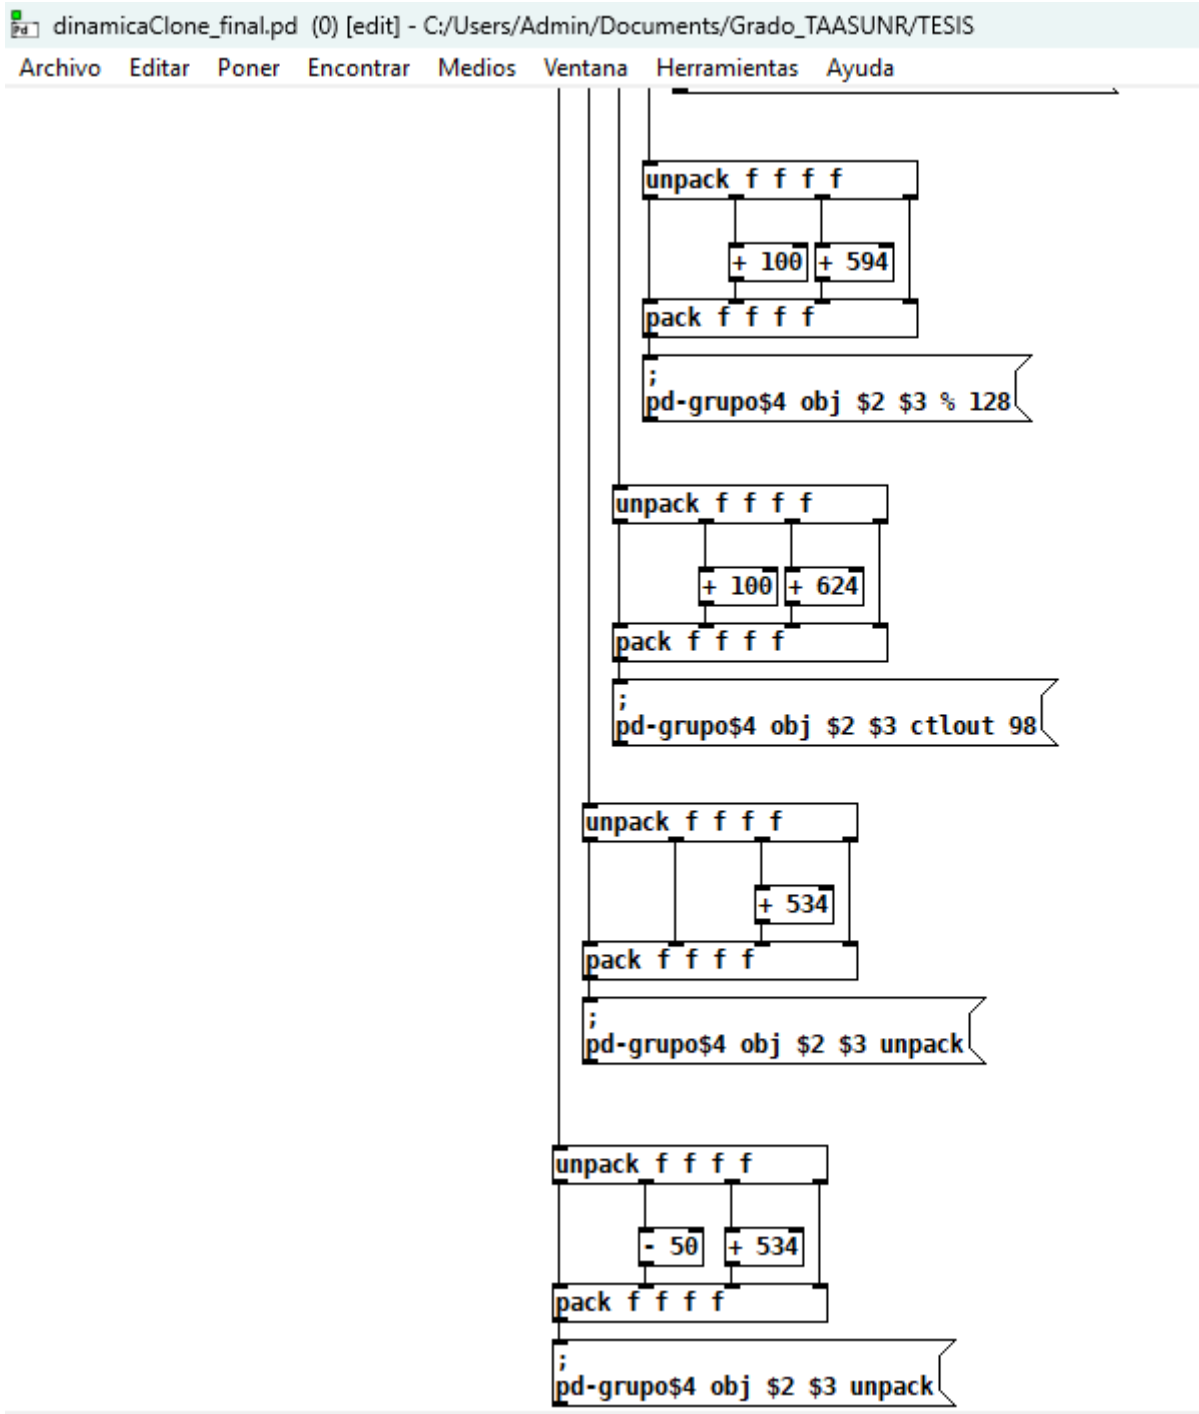 dinamicaClone_final.pd (0) [edit] - C:/Users/Admin/Documents/Grado_TAASUNR/TESIS
Archivo Editar Poner Encontrar Medios Ventana Herramientas Ayuda
unpack f f f f
+ 100 + 594
pack f f f f
;
pd-grupo$4 obj $2 $3 % 128
unpack f f f f
+ 100 + 624
pack f f f f
;
pd-grupo$4 obj $2 $3 ctlout 98
unpack f f f f
+ 534
pack f f f f
;
pd-grupo$4 obj $2 $3 unpack
unpack f f f f
- 50 + 534
pack f f f f
;
pd-grupo$4 obj $2 $3 unpack